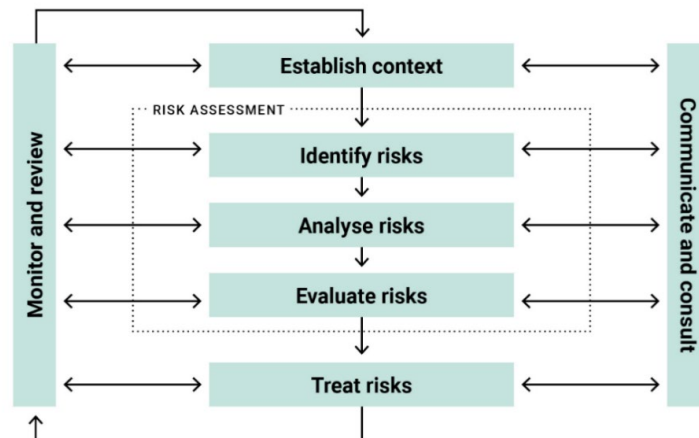 Establish context
RISK ASSESSMENT
Identify risks
Analyse risks
Evaluate risks
Treat risks
Monitor and review
Communicate and consult